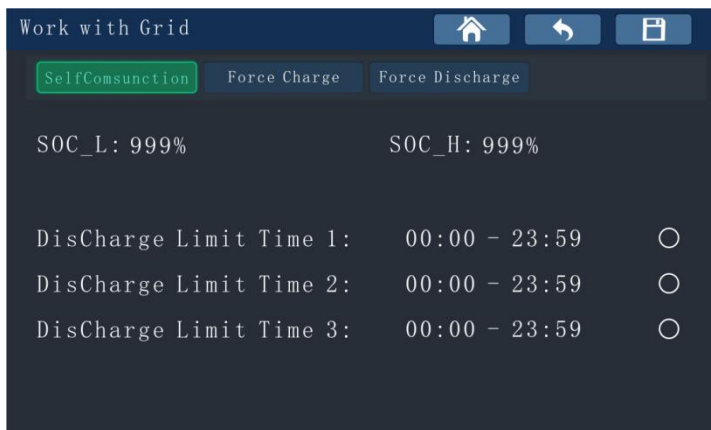 Work with Grid
SelfComsunction Force Charge Force Discharge
SOC_L: 999% SOC_H: 999%
DisCharge Limit Time 1: 00:00 - 23:59
DisCharge Limit Time 2: 00:00 - 23:59
DisCharge Limit Time 3: 00:00 - 23:59